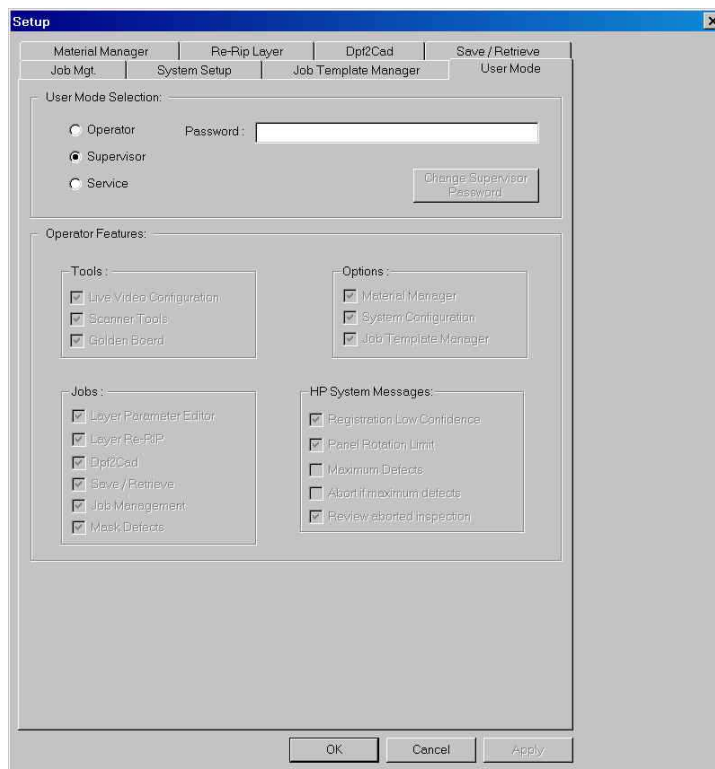 Setup
Material Manager
Re-Rip Layer
Dpf2Cad
Save / Retrieve
Job Mgt.
System Setup
Job Template Manager
User Mode
User Mode Selection:
Operator
Password :
Supervisor
Service
Change Supervisor
Password
Operator Features:
Tools :
Live Video Configuration
Scanner Tools
Golden Board
Options :
Material Manager
System Configuration
Job Template Manager
Jobs :
Layer Parameter Editor
Layer Re-RIP
Dpf2Cad
Save / Retrieve
Job Management
Mask Defects
HP System Messages:
Registration Low Confidence
Panel Rotation Limit
Maximum Defects
Abort if maximum defects
Review aborted inspection
OK
Cancel
Apply